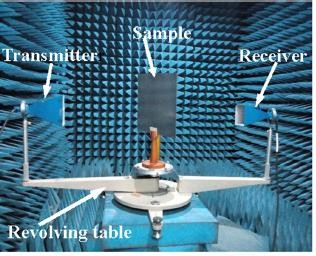 Sample
Transmitter
Receiver
Revolving table